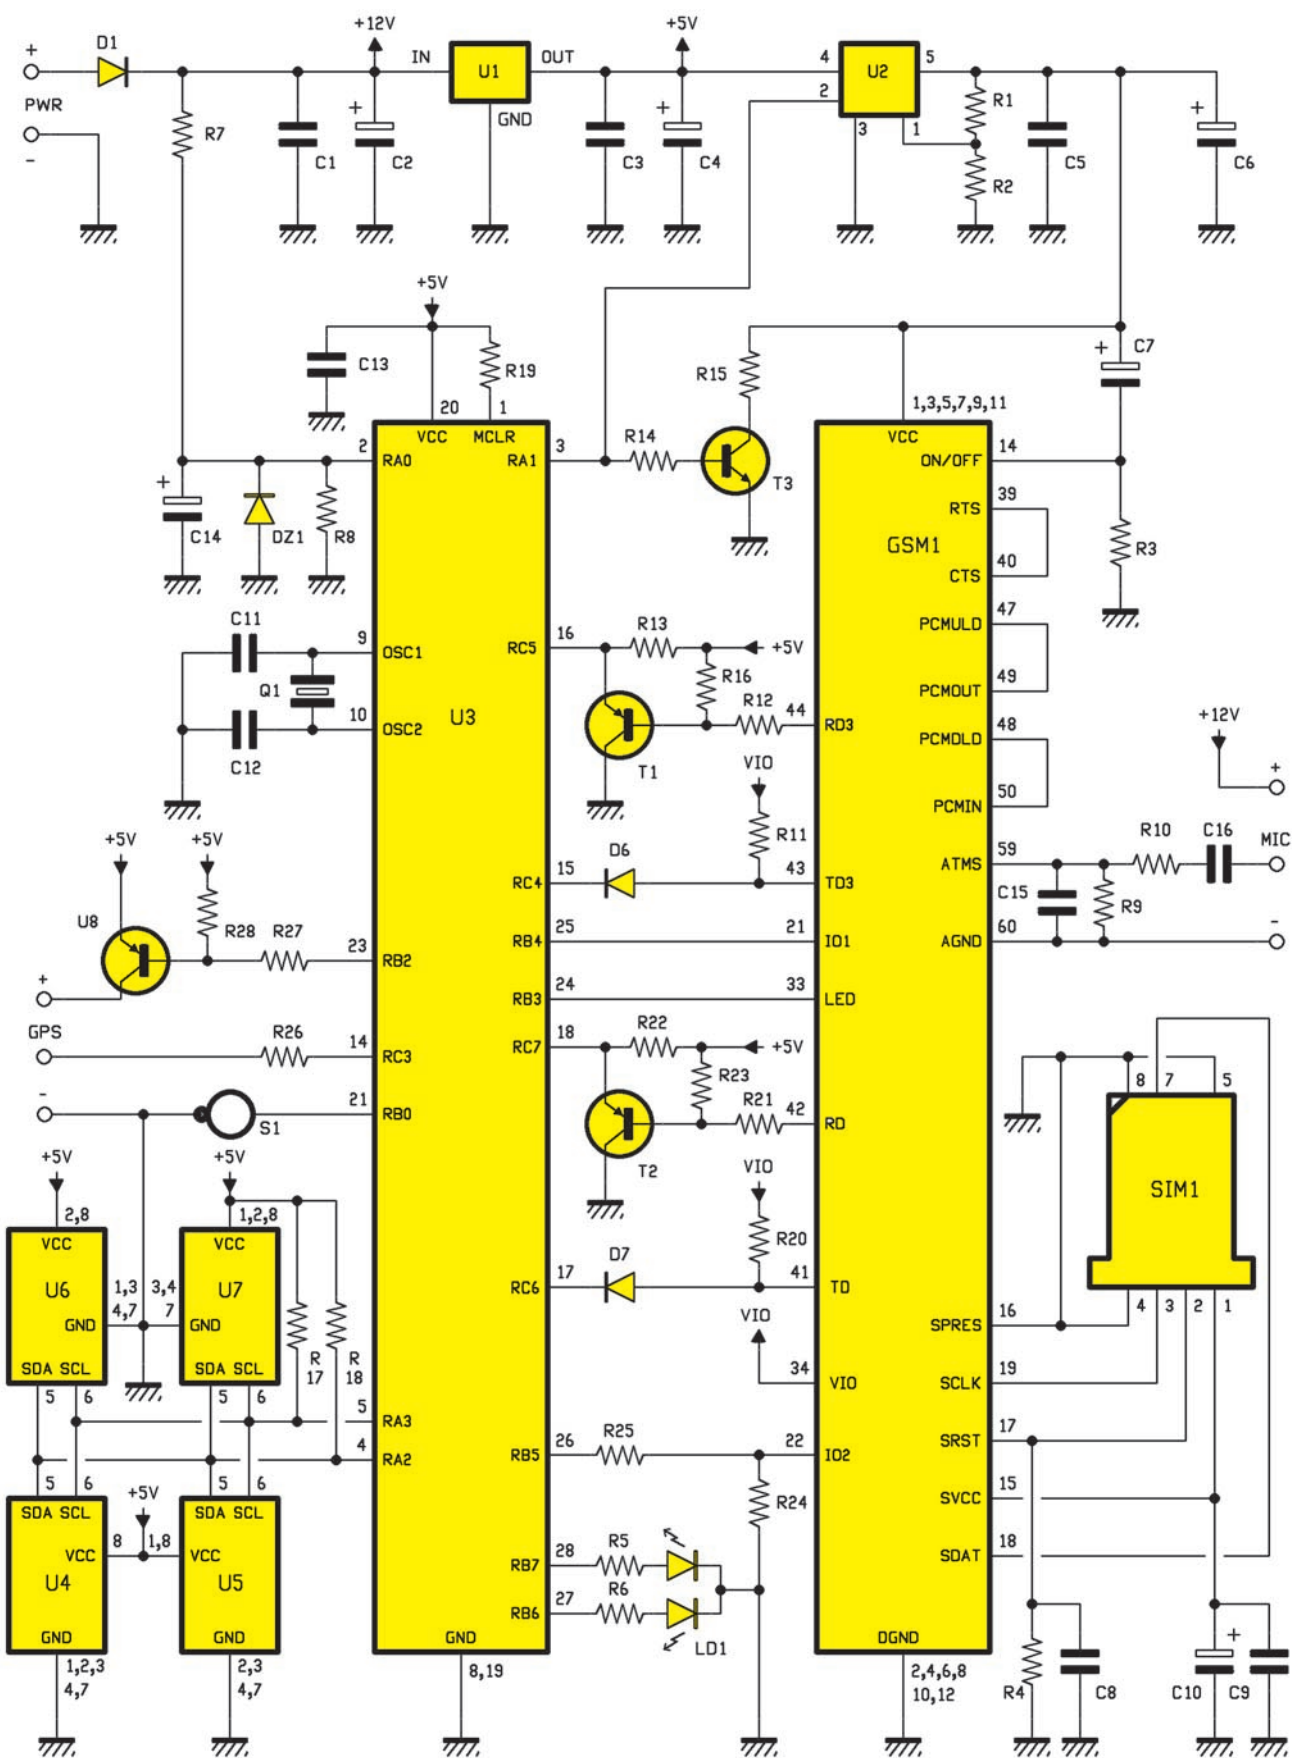 +12V
+5V
D1
IN
U1
OUT
4
U2
5
+
PWR
-
R7
C1
+
C2
GND
C3
+
C4
2
3
1
R1
R2
C5
+
C6
+5V
C13
R19
R15
+
C7
20
1
1,3,5,7,9,11
VCC
MCLR
VCC
2
RA0
RA1
3
R14
T3
ON/OFF
14
+
C14
DZ1
R8
RTS
39
GSM1
R3
CTS
40
C11
9
OSC1
RC5
16
R13
+5V
PCMULD
47
Q1
R16
R12
PCMOUT
49
10
OSC2
U3
44
RD3
PCMDLD
48
+12V
C12
T1
VIO
+
PCMIN
50
+5V
+5V
R11
ATMS
59
R10
C16
MIC
D6
RC4
15
43
TD3
C15
R9
U8
R28
R27
23
RB2
RB4
25
21
IO1
AGND
60
-
+
RB3
24
33
LED
GPS
R26
14
RC3
RC7
18
R22
+5V
R23
8
7
5
-
S1
21
RB0
R21
42
RD
T2
+5V
+5V
VIO
SIM1
2,8
1,2,8
VCC
VCC
R20
U6
1,3
3,4
U7
D7
RC6
17
41
TD
4,7
7
4
3
2
1
GND
GND
R
17
R
18
VIO
SPRES
16
SDA SCL
SDA SCL
34
VIO
SCLK
19
5
6
5
6
5
RA3
4
RA2
RB5
26
R25
22
IO2
SRST
17
5
6
+5V
5
6
SVCC
15
SDA SCL
SDA SCL
R24
VCC
8
1,8
VCC
RB7
28
R5
SDAT
18
U4
U5
RB6
27
R6
LD1
GND
GND
GND
DGND
+
1,2,3
4,7
2,3
4,7
8,19
2,4,6,8
10,12
R4
C8
C10
C9